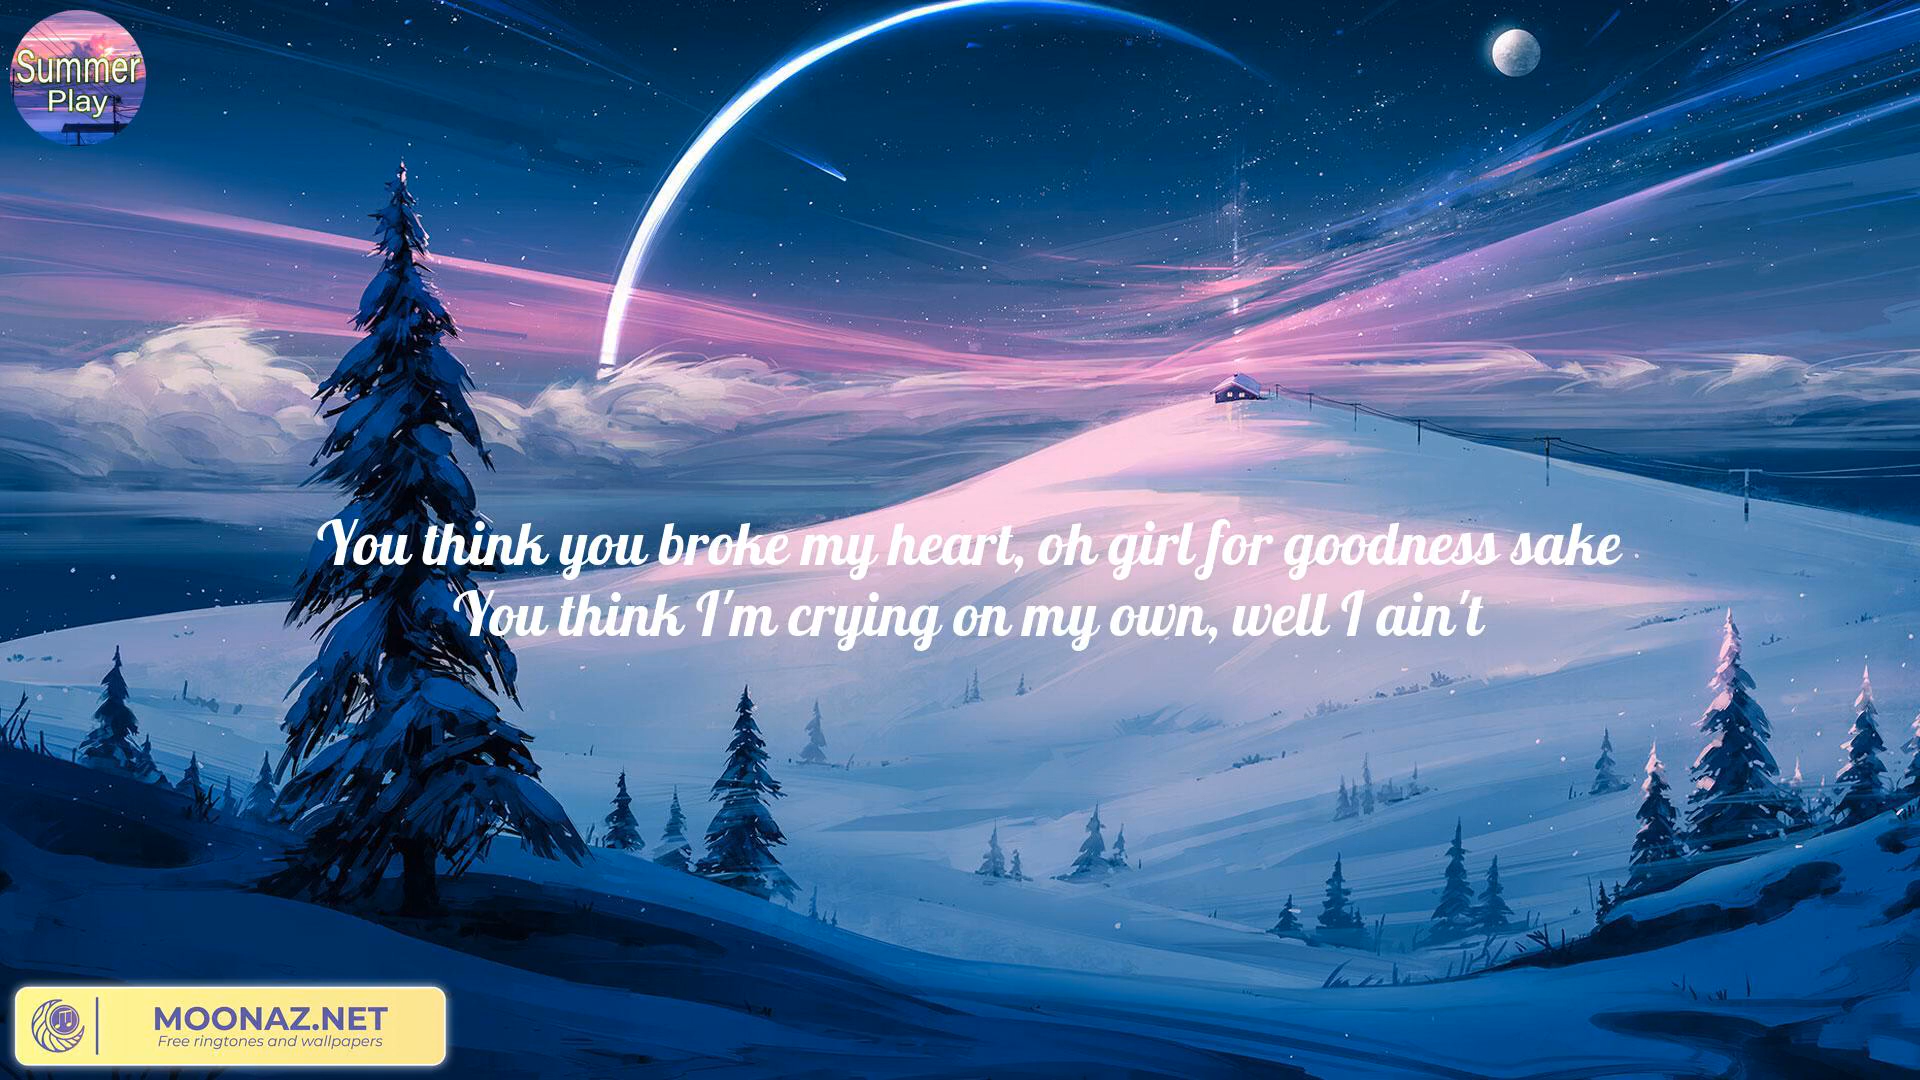 Summer
Play
You think you broke my heart, oh girl for goodness sake
You think I'm crying on my own, well I ain't
MOONAZ.NET
Free ringtones and wallpapers